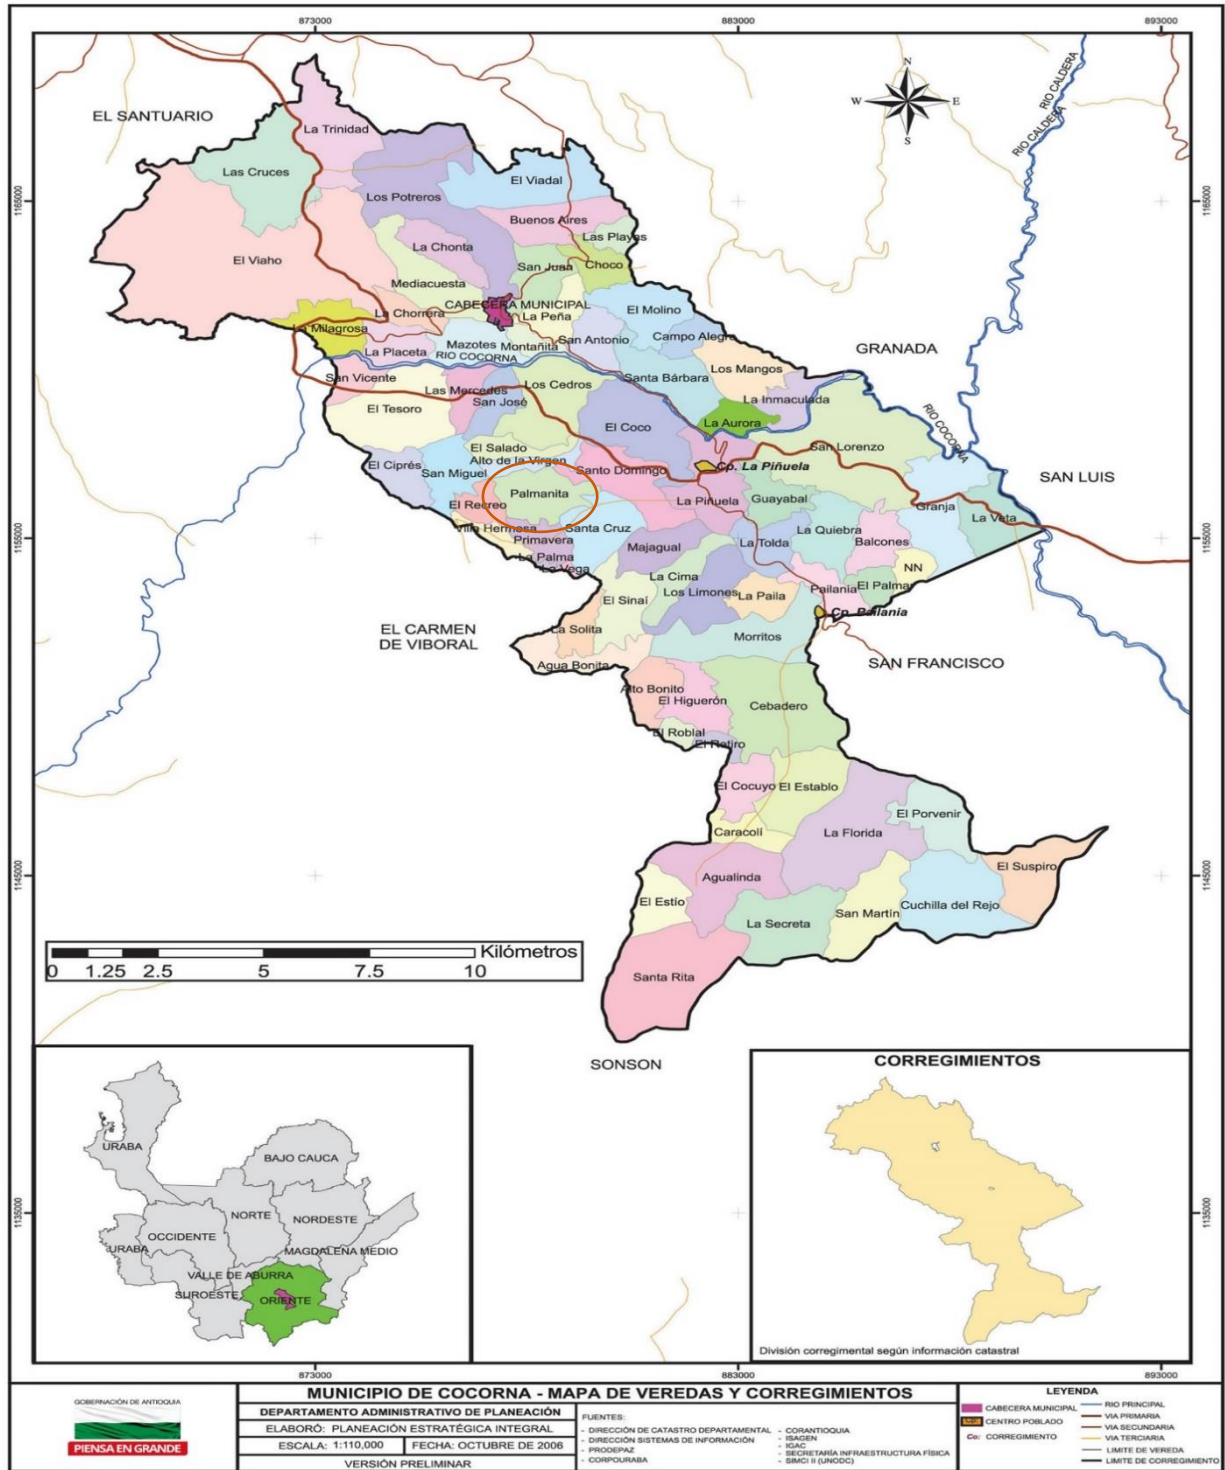 873000
883000
893000
N
W
E
S
RIO CALDERA
RIO CALDERA
EL SANTUARIO
La Trinidad
Las Cruces
El Viadal
1165000
1165000
Los Potreros
Buenos Aires
Las Playas
La Chonta
El Viaho
San Juan
Choco
Mediacuesta
CABECERA MUNICIPAL
El Molino
La Chorrera
La Peña
La Milagrosa
Campo Alegre
San Antonio
Mazotes
Montañita
GRANADA
La Placeta
RIO COCORNA
Los Mangos
San Vicente
Santa Bárbara
Las Mercedes
Los Cedros
La Inmaculada
San José
El Tesoro
RIO COCORNA
La Aurora
El Coco
El Salado
San Lorenzo
Alto de la Virgen
El Ciprés
San Miguel
Santo Domingo
Cp. La Piñuela
SAN LUIS
Palmanita
La Piñuela
Guayabal
El Recreo
Granja
La Veta
Villa Hermosa
Santa Cruz
La Quiebra
1155000
1155000
Primavera
Majagual
La Tolda
Balcones
La Palma
La Vega
NN
La Cima
El Palmar
Pailania
Los Limones
La Paila
El Sinaí
Cp. Pailania
La Solita
EL CARMEN
DE VIBORAL
Morritos
SAN FRANCISCO
Agua Bonita
Alto Bonito
El Higuerón
Cebadero
El Roblal
El Retiro
El Cocuyo
El Establo
El Porvenir
Caracolí
La Florida
El Suspiro
1145000
1145000
Agualinda
El Estío
Cuchilla del Rejo
San Martín
La Secreta
Kilómetros
0 1.25 2.5 5 7.5 10
Santa Rita
SONSON
URABA
BAJO CAUCA
NORTE
NORDESTE
OCCIDENTE
URABA
MAGDALENA MEDIO
VALLE DE ABURRA
SUROESTE
ORIENTE
CORREGIMIENTOS
1135000
1135000
División corregimental según información catastral
873000
883000
893000
GOBERNACIÓN DE ANTIOQUIA
PIENSA EN GRANDE
MUNICIPIO DE COCORNA - MAPA DE VEREDAS Y CORREGIMIENTOS
DEPARTAMENTO ADMINISTRATIVO DE PLANEACIÓN
ELABORÓ: PLANEACIÓN ESTRATÉGICA INTEGRAL
ESCALA: 1:110,000
FECHA: OCTUBRE DE 2006
VERSIÓN PRELIMINAR
FUENTES:
- DIRECCIÓN DE CATASTRO DEPARTAMENTAL
- DIRECCIÓN SISTEMAS DE INFORMACIÓN
- PRODEPAZ
- CORPOURABA
- CORANTIOQUIA
- ISAGEN
- IGAC
- SECRETARÍA INFRAESTRUCTURA FÍSICA
- SIMCI II (UNODC)
LEYENDA
CABECERA MUNICIPAL
CENTRO POBLADO
Co: CORREGIMIENTO
RIO PRINCIPAL
VIA PRIMARIA
VIA SECUNDARIA
VIA TERCIARIA
LIMITE DE VEREDA
LIMITE DE CORREGIMIENTO